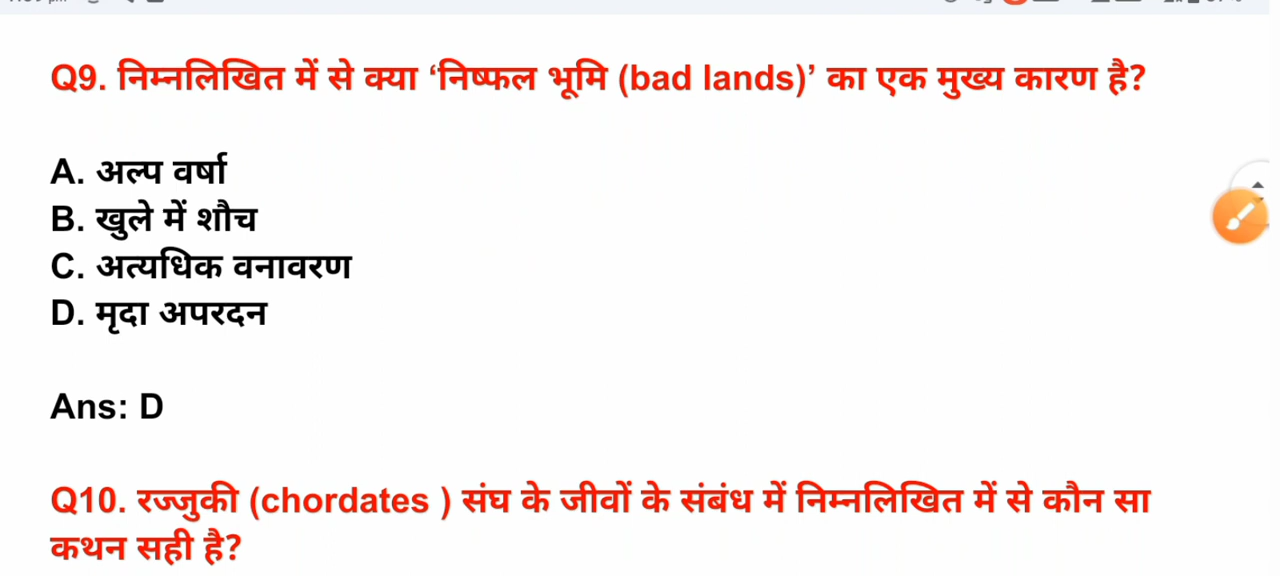 Q9. निम्नलिखित में से क्या ‘निष्फल भूमि (bad lands)’ का एक मुख्य कारण है?
A. अल्प वर्षा
B. खुले में शौच
C. अत्यधिक वनावरण
D. मृदा अपरदन
Ans: D
Q10. रज्जुकी (chordates ) संघ के जीवों के संबंध में निम्नलिखित में से कौन सा
कथन सही है?